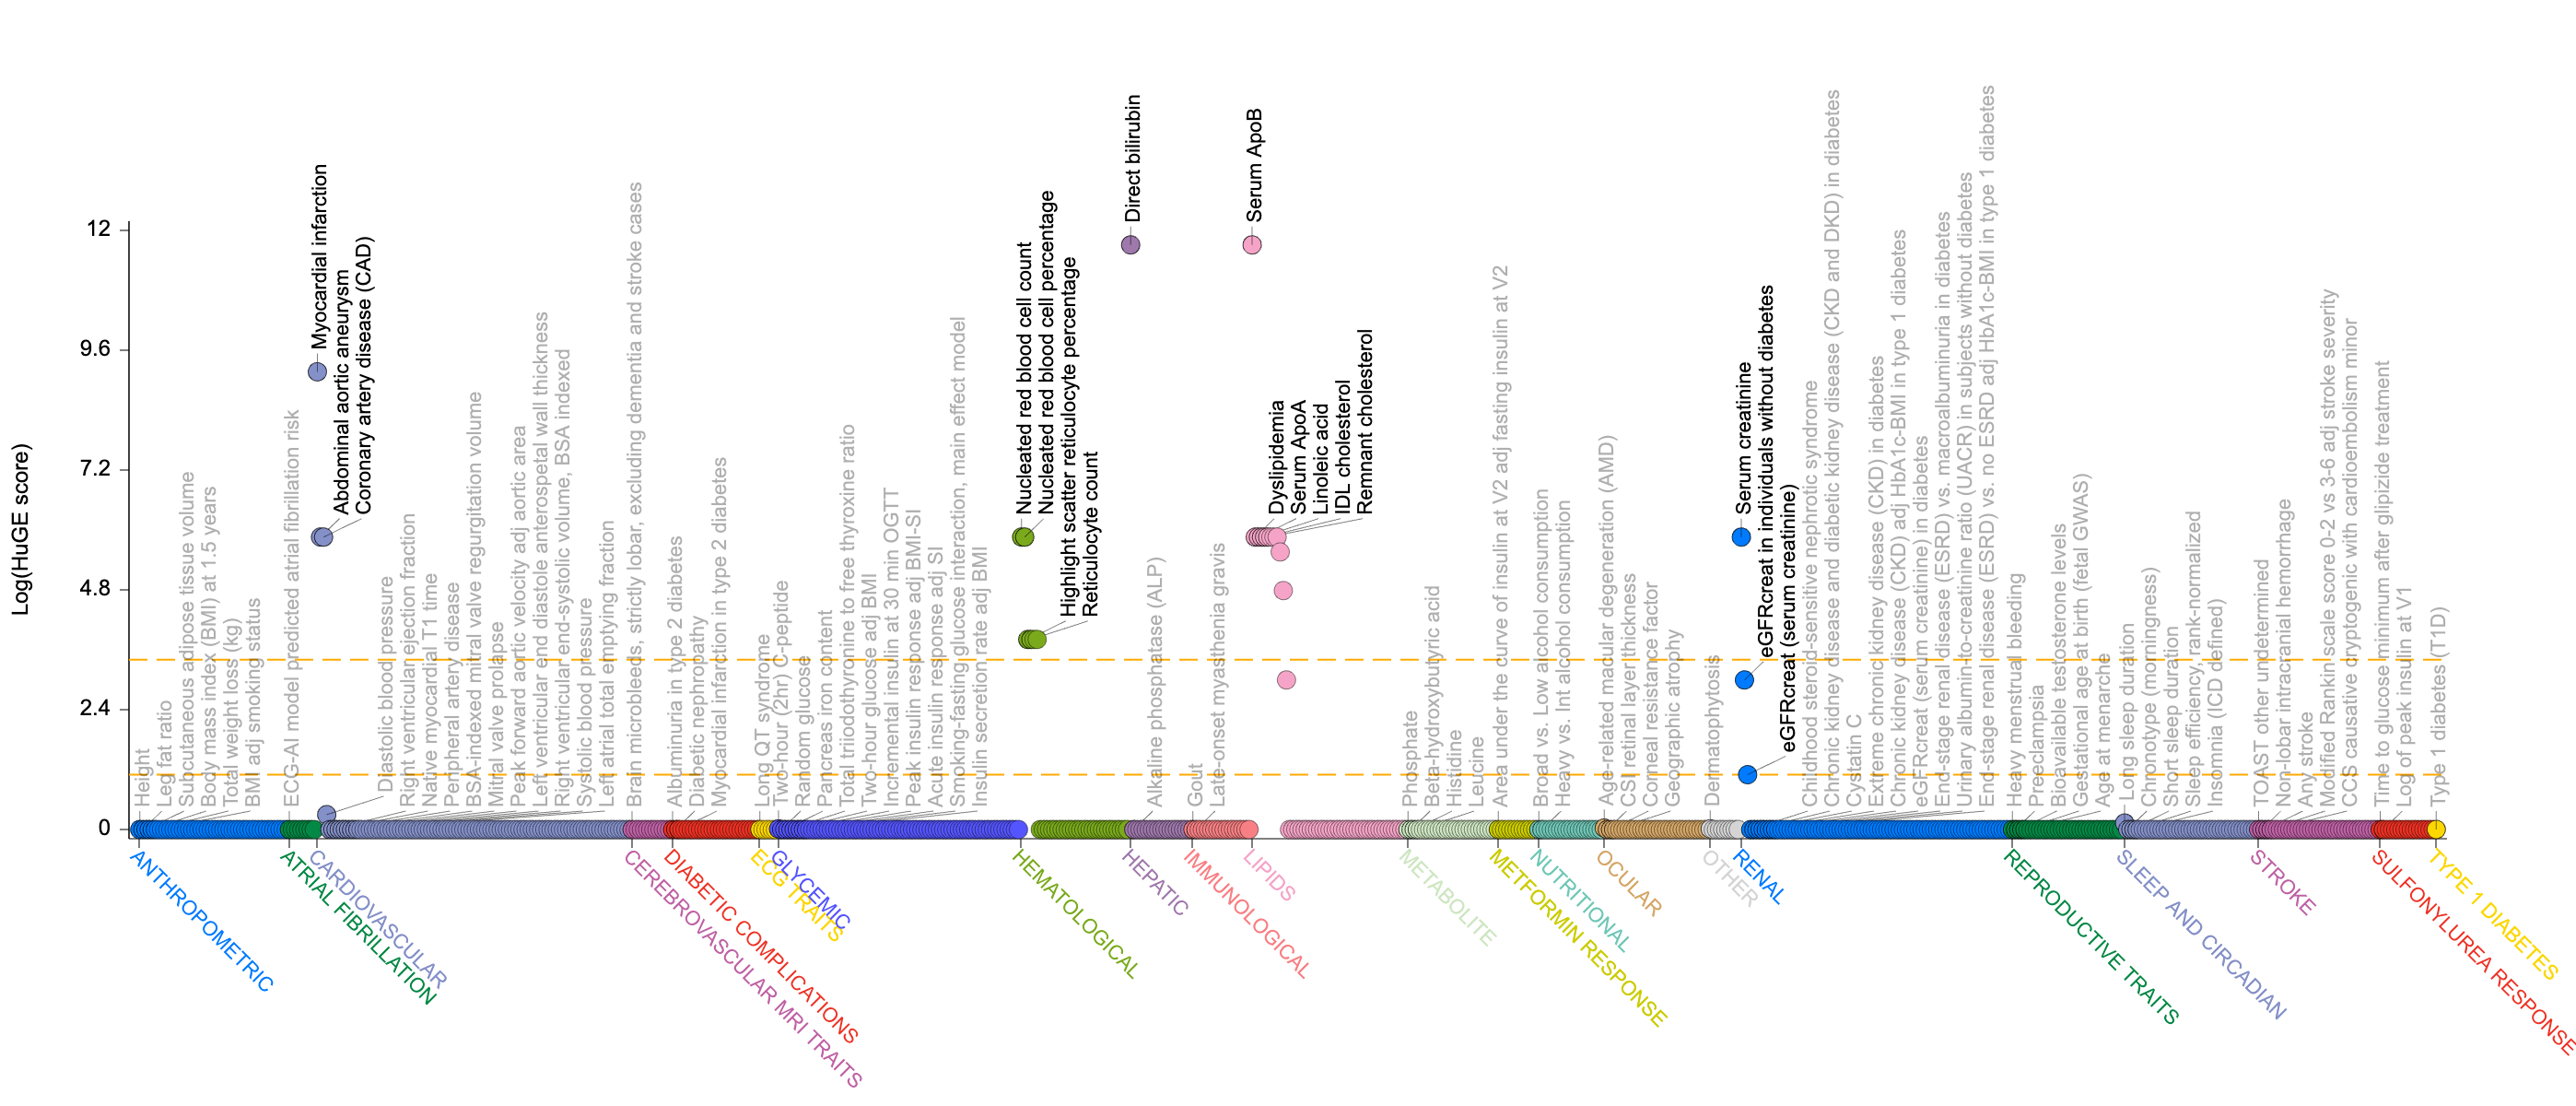 Log(HuGE score)
12
9.6
7.2
4.8
2.4
0
Height
Leg fat ratio
Subcutaneous adipose tissue volume
Body mass index (BMI) at 1.5 years
Total weight loss (kg)
BMI adj smoking status
ECG-AI model predicted atrial fibrillation risk
Myocardial infarction
Abdominal aortic aneurysm
Coronary artery disease (CAD)
Diastolic blood pressure
Right ventricular ejection fraction
Native myocardial T1 time
Peripheral artery disease
BSA-indexed mitral valve regurgitation volume
Mitral valve prolapse
Peak forward aortic velocity adj aortic area
Left ventricular end diastole anterospetal wall thickness
Right ventricular end-systolic volume, BSA indexed
Systolic blood pressure
Left atrial total emptying fraction
Brain microbleeds, strictly lobar, excluding dementia and stroke cases
Albuminuria in type 2 diabetes
Diabetic nephropathy
Myocardial infarction in type 2 diabetes
Long QT syndrome
Two-hour (2hr) C-peptide
Random glucose
Pancreas iron content
Total triiodothyronine to free thyroxine ratio
Two-hour glucose adj BMI
Incremental insulin at 30 min OGTT
Peak insulin response adj BMI-SI
Acute insulin response adj SI
Smoking-fasting glucose interaction, main effect model
Insulin secretion rate adj BMI
Nucleated red blood cell count
Nucleated red blood cell percentage
Highlight scatter reticulocyte percentage
Reticulocyte count
Direct bilirubin
Alkaline phosphatase (ALP)
Gout
Late-onset myasthenia gravis
Serum ApoB
Dyslipidemia
Serum ApoA
Linoleic acid
IDL cholesterol
Remnant cholesterol
Phosphate
Beta-hydroxybutyric acid
Histidine
Leucine
Area under the curve of insulin at V2 adj fasting insulin at V2
Broad vs. Low alcohol consumption
Heavy vs. Int alcohol consumption
Age-related macular degeneration (AMD)
CSI retinal layer thickness
Corneal resistance factor
Geographic atrophy
Dermatophytosis
Serum creatinine
eGFRcreat in individuals without diabetes
eGFRcreat (serum creatinine)
Childhood steroid-sensitive nephrotic syndrome
Chronic kidney disease and diabetic kidney disease (CKD and DKD) in diabetes
Cystatin C
Extreme chronic kidney disease (CKD) in diabetes
Chronic kidney disease (CKD) adj HbA1c-BMI in type 1 diabetes
eGFRcreat (serum creatinine) in diabetes
End-stage renal disease (ESRD) vs. macroalbuminuria in diabetes
Urinary albumin-to-creatinine ratio (UACR) in subjects without diabetes
End-stage renal disease (ESRD) vs. no ESRD adj HbA1c-BMI in type 1 diabetes
Heavy menstrual bleeding
Preeclampsia
Bioavailable testosterone levels
Gestational age at birth (fetal GWAS)
Age at menarche
Long sleep duration
Chronotype (morningness)
Short sleep duration
Sleep efficiency, rank-normalized
Insomnia (ICD defined)
TOAST other undetermined
Non-lobar intracranial hemorrhage
Any stroke
Modified Rankin scale score 0-2 vs 3-6 adj stroke severity
CCS causative cryptogenic with cardioembolism minor
Time to glucose minimum after glipizide treatment
Log of peak insulin at V1
Type 1 diabetes (T1D)
ANTHROPOMETRIC
ATRIAL FIBRILLATION
CARDIOVASCULAR
CEREBROVASCULAR MRI TRAITS
DIABETIC COMPLICATIONS
ECG TRAITS
GLYCEMIC
HEMATOLOGICAL
HEPATIC
IMMUNOLOGICAL
LIPIDS
METABOLITE
METFORMIN RESPONSE
NUTRITIONAL
OCULAR
OTHER
RENAL
REPRODUCTIVE TRAITS
SLEEP AND CIRCADIAN
STROKE
SULFONYLUREA RESPONSE
TYPE 1 DIABETES